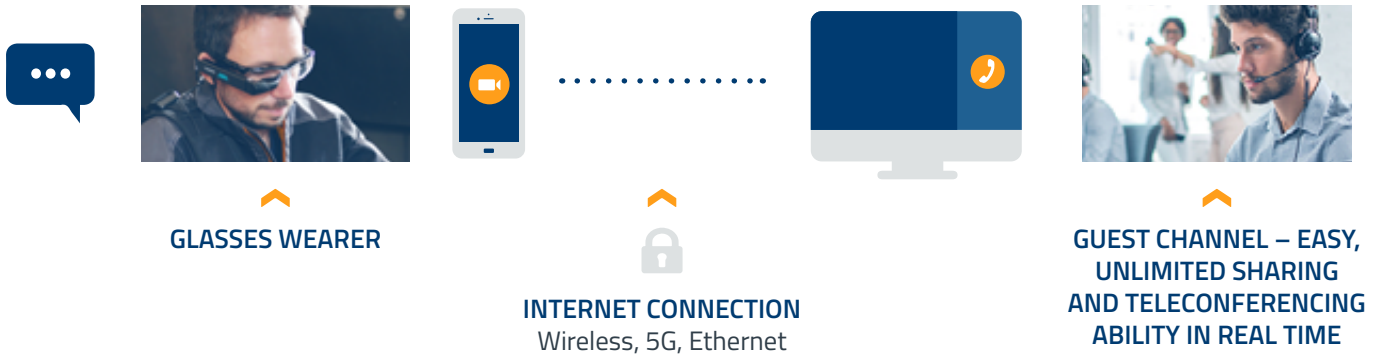 GLASSES WEARER
INTERNET CONNECTION
Wireless, 5G, Ethernet
GUEST CHANNEL – EASY,
UNLIMITED SHARING
AND TELECONFERENCING
ABILITY IN REAL TIME